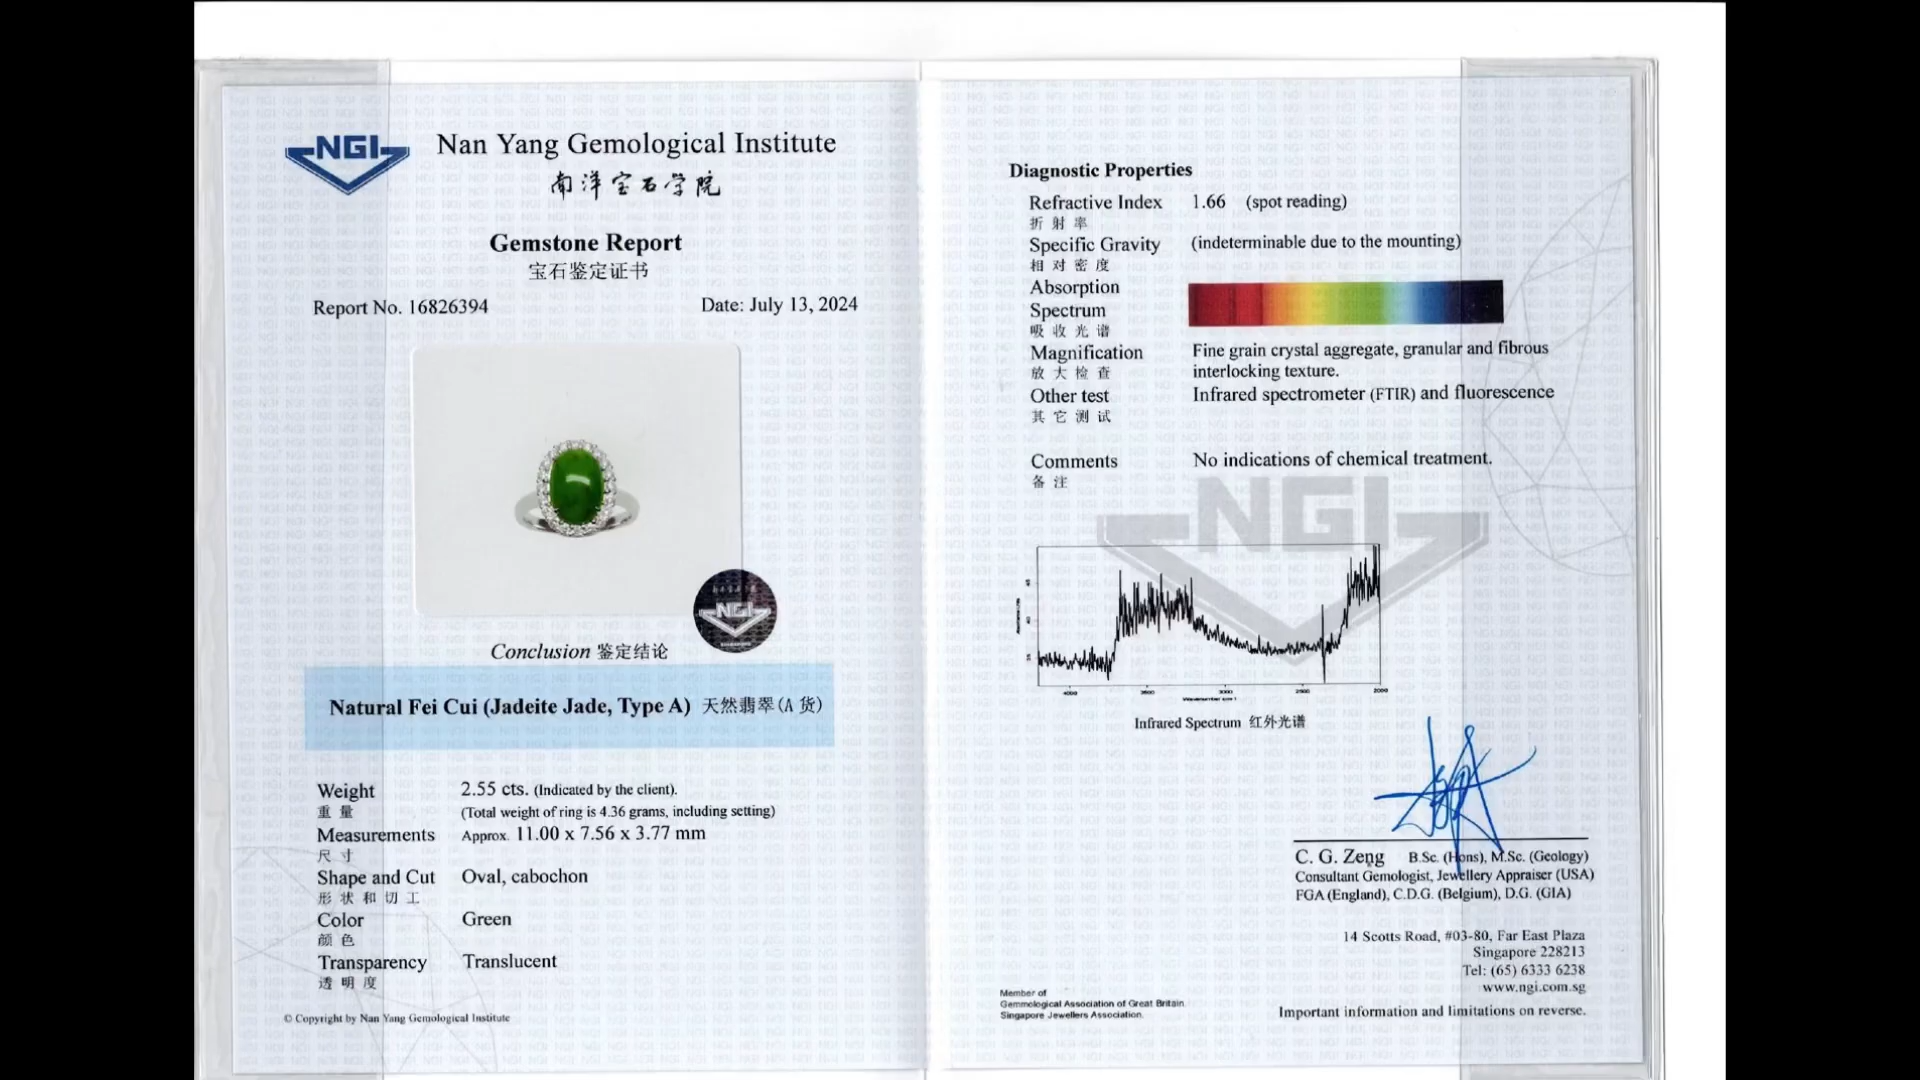 NGI
Nan Yang Gemological Institute
南洋宝石学院
Gemstone Report
宝石鉴定证书
Report No. 16826394
Date: July 13, 2024
NGI
Conclusion 鉴定结论
Natural Fei Cui (Jadeite Jade, Type A) 天然翡翠(A 货)
Weight 2.55 cts. (Indicated by the client).
重量 (Total weight of ring is 4.36 grams, including setting)
Measurements Approx. 11.00 x 7.56 x 3.77 mm
尺寸
Shape and Cut Oval, cabochon
形状和切工
Color Green
颜色
Transparency Translucent
透明度
© Copyright by Nan Yang Gemological Institute
Diagnostic Properties
Refractive Index 1.66 (spot reading)
折射率
Specific Gravity (indeterminable due to the mounting)
相对密度
Absorption
Spectrum
吸收光谱
Magnification Fine grain crystal aggregate, granular and fibrous
放大检查 interlocking texture.
Other test Infrared spectrometer (FTIR) and fluorescence
其它测试
Comments No indications of chemical treatment.
备注
NGI
4000 3500 3000 2500 2000
Infrared Spectrum 红外光谱
C. G. Zeng B.Sc. (Hons), M.Sc. (Geology)
Consultant Gemologist, Jewellery Appraiser (USA)
FGA (England), C.D.G. (Belgium), D.G. (GIA)
14 Scotts Road, #03-80, Far East Plaza
Singapore 228213
Tel: (65) 6333 6238
www.ngi.com.sg
Member of
Gemmological Association of Great Britain
Singapore Jewellers Association.
Important information and limitations on reverse.